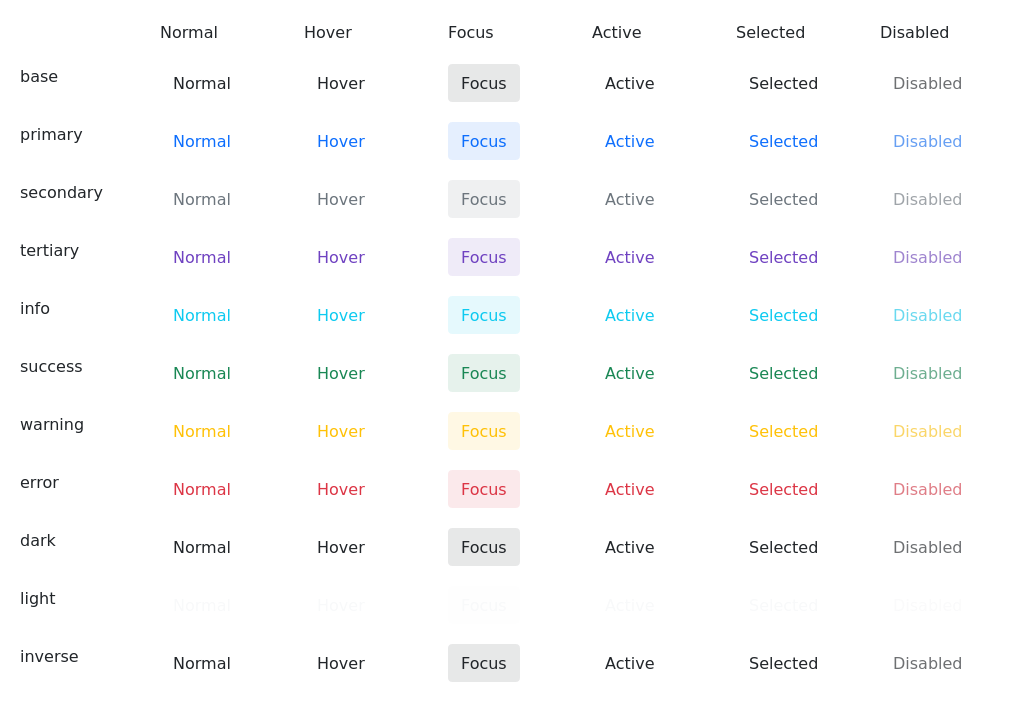 Normal Hover Focus Active Selected Disabled
base Normal Hover Focus Active Selected Disabled
primary Normal Hover Focus Active Selected Disabled
secondary Normal Hover Focus Active Selected Disabled
tertiary Normal Hover Focus Active Selected Disabled
info Normal Hover Focus Active Selected Disabled
success Normal Hover Focus Active Selected Disabled
warning Normal Hover Focus Active Selected Disabled
error Normal Hover Focus Active Selected Disabled
dark Normal Hover Focus Active Selected Disabled
light Normal Hover Focus Active Selected Disabled
inverse Normal Hover Focus Active Selected Disabled